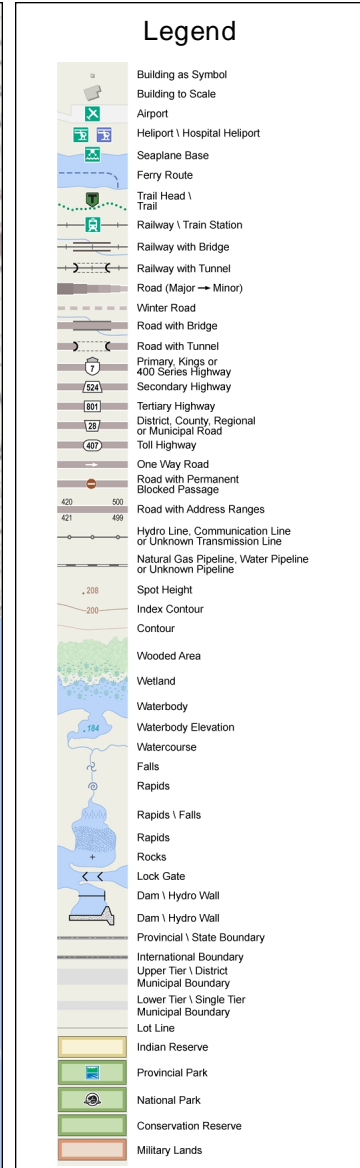 Legend
Building as Symbol
Building to Scale
Airport
Heliport \ Hospital Heliport
Seaplane Base
Ferry Route
T
Trail Head \
Trail
Railway \ Train Station
Railway with Bridge
Railway with Tunnel
Road (Major → Minor)
Winter Road
Road with Bridge
Road with Tunnel
7
Primary, Kings or
400 Series Highway
524
Secondary Highway
801
Tertiary Highway
28
District, County, Regional
or Municipal Road
407
Toll Highway
One Way Road
Road with Permanent
Blocked Passage
420 500
Road with Address Ranges
421 499
Hydro Line, Communication Line
or Unknown Transmission Line
Natural Gas Pipeline, Water Pipeline
or Unknown Pipeline
208
Spot Height
200
Index Contour
Contour
Wooded Area
Wetland
Waterbody
184
Waterbody Elevation
Watercourse
Falls
Rapids
Rapids \ Falls
Rapids
Rocks
Lock Gate
Dam \ Hydro Wall
Dam \ Hydro Wall
Provincial \ State Boundary
International Boundary
Upper Tier \ District
Municipal Boundary
Lower Tier \ Single Tier
Municipal Boundary
Lot Line
Indian Reserve
Provincial Park
National Park
Conservation Reserve
Military Lands